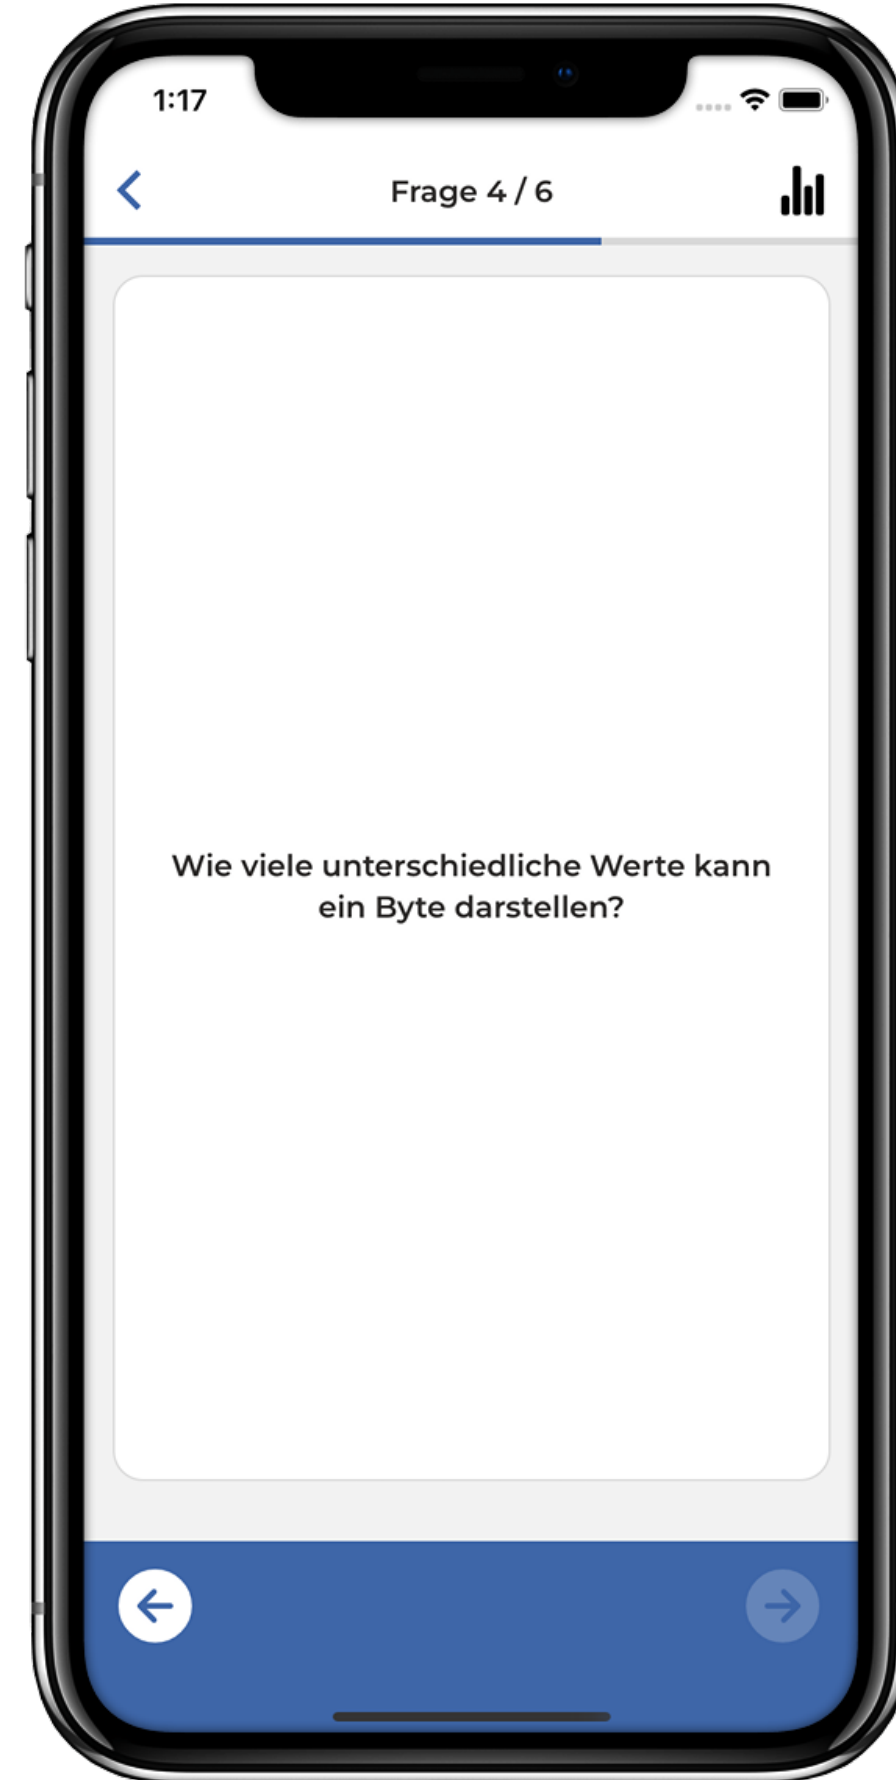 1:17
Frage 4 / 6
Wie viele unterschiedliche Werte kann
ein Byte darstellen?